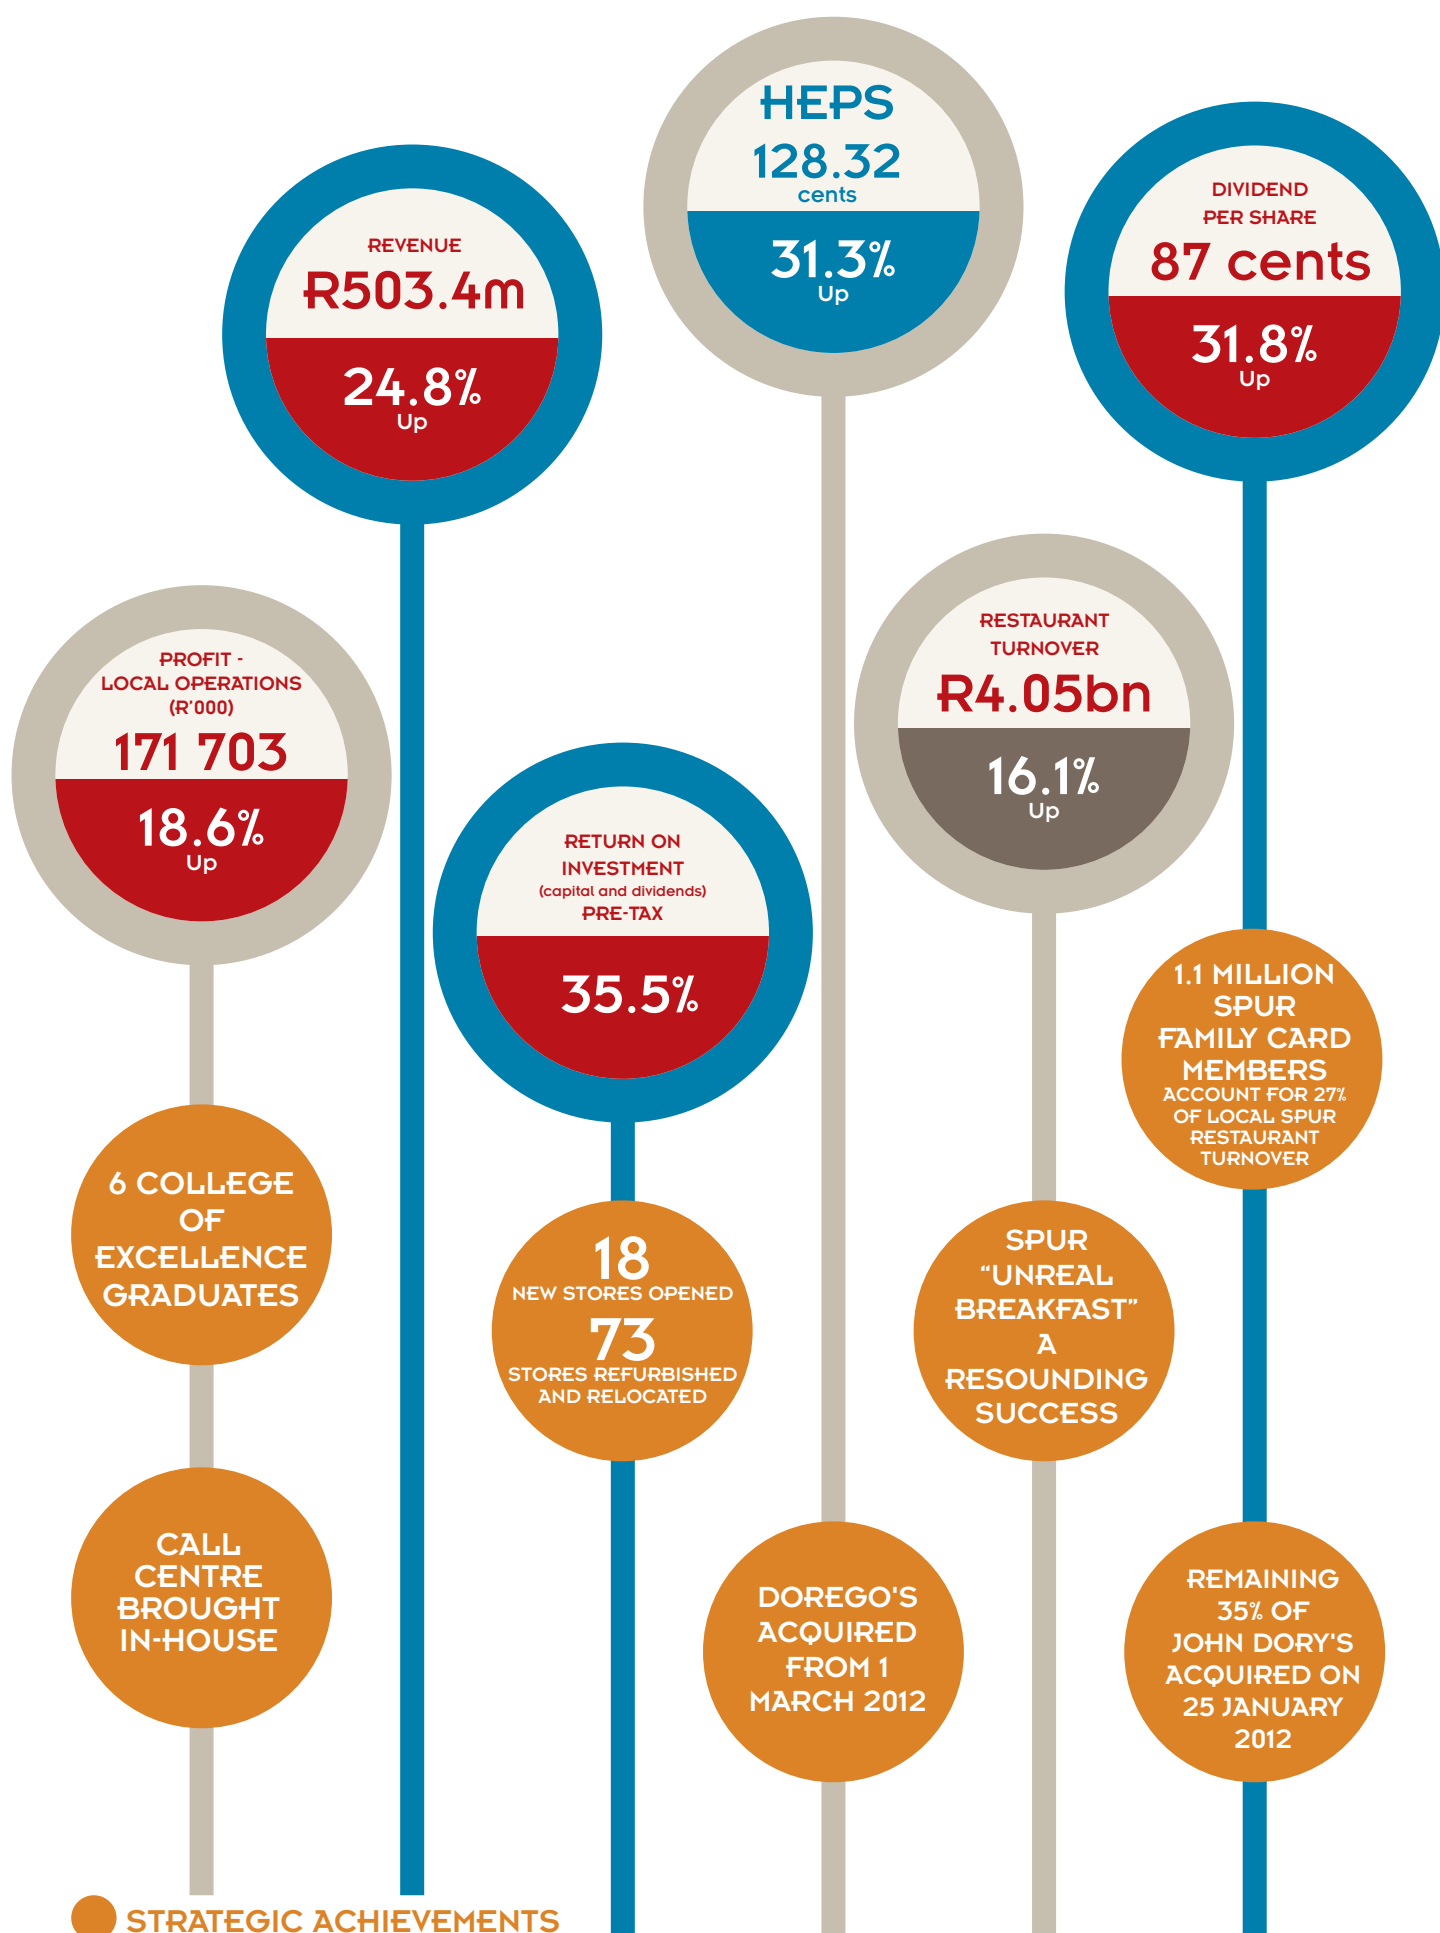 HEPS
128.32
cents
31.3%
Up
DIVIDEND
PER SHARE
87 cents
31.8%
Up
REVENUE
R503.4m
24.8%
Up
RESTAURANT
TURNOVER
R4.05bn
16.1%
Up
PROFIT -
LOCAL OPERATIONS
(R'000)
171 703
18.6%
Up
RETURN ON
INVESTMENT
(capital and dividends)
PRE-TAX
35.5%
1.1 MILLION
SPUR
FAMILY CARD
MEMBERS
ACCOUNT FOR 27%
OF LOCAL SPUR
RESTAURANT
TURNOVER
6 COLLEGE
OF
EXCELLENCE
GRADUATES
18
NEW STORES OPENED
73
STORES REFURBISHED
AND RELOCATED
SPUR
“UNREAL
BREAKFAST”
A
RESOUNDING
SUCCESS
CALL
CENTRE
BROUGHT
IN-HOUSE
DOREGO'S
ACQUIRED
FROM 1
MARCH 2012
REMAINING
35% OF
JOHN DORY'S
ACQUIRED ON
25 JANUARY
2012
STRATEGIC ACHIEVEMENTS